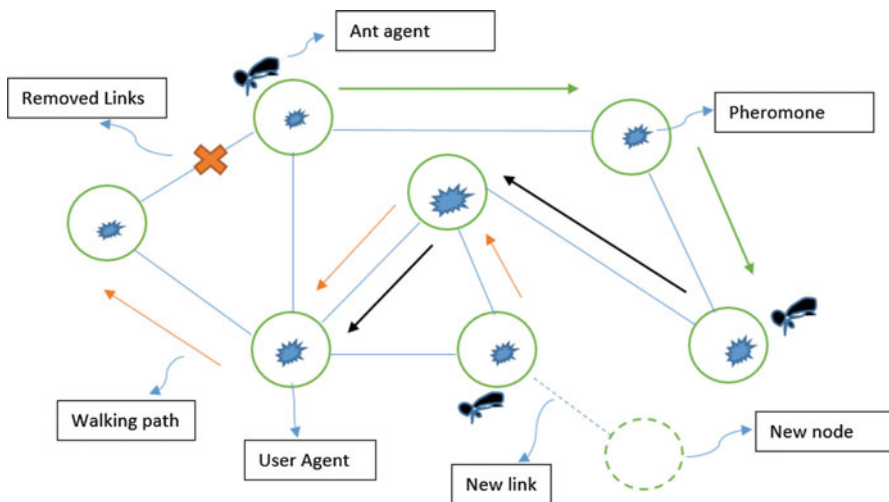 Ant agent
Removed Links
Pheromone
Walking path
User Agent
New link
New node